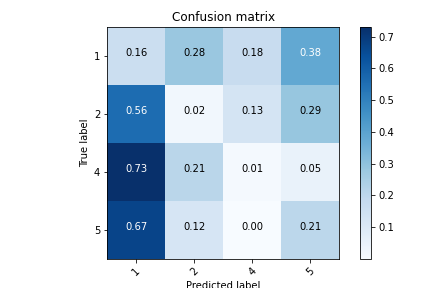 Confusion matrix
0.7
1 0.16 0.28 0.18 0.38
0.6
2 0.56 0.02 0.13 0.29
0.5
0.4
True label
4 0.73 0.21 0.01 0.05
0.3
0.2
5 0.67 0.12 0.00 0.21
0.1
1 2 4 5
Predicted label